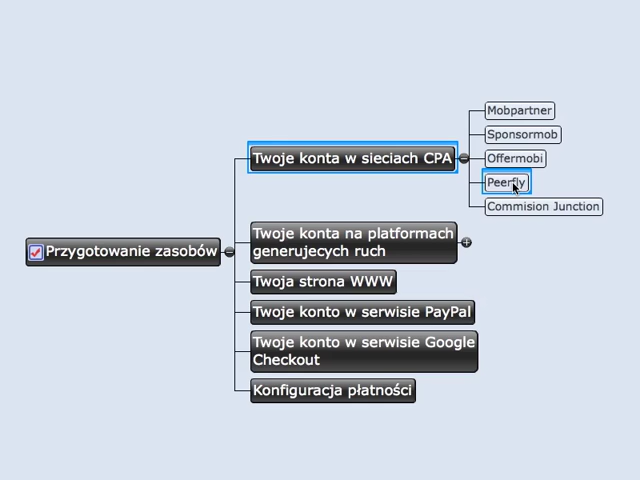 Mobpartner
Sponsormob
Twoje konta w sieciach CPA
Offermobi
Peerfly
Commision Junction
Twoje konta na platformach
generujecych ruch
Przygotowanie zasobów
Twoja strona WWW
Twoje konto w serwisie PayPal
Twoje konto w serwisie Google
Checkout
Konfiguracja płatności